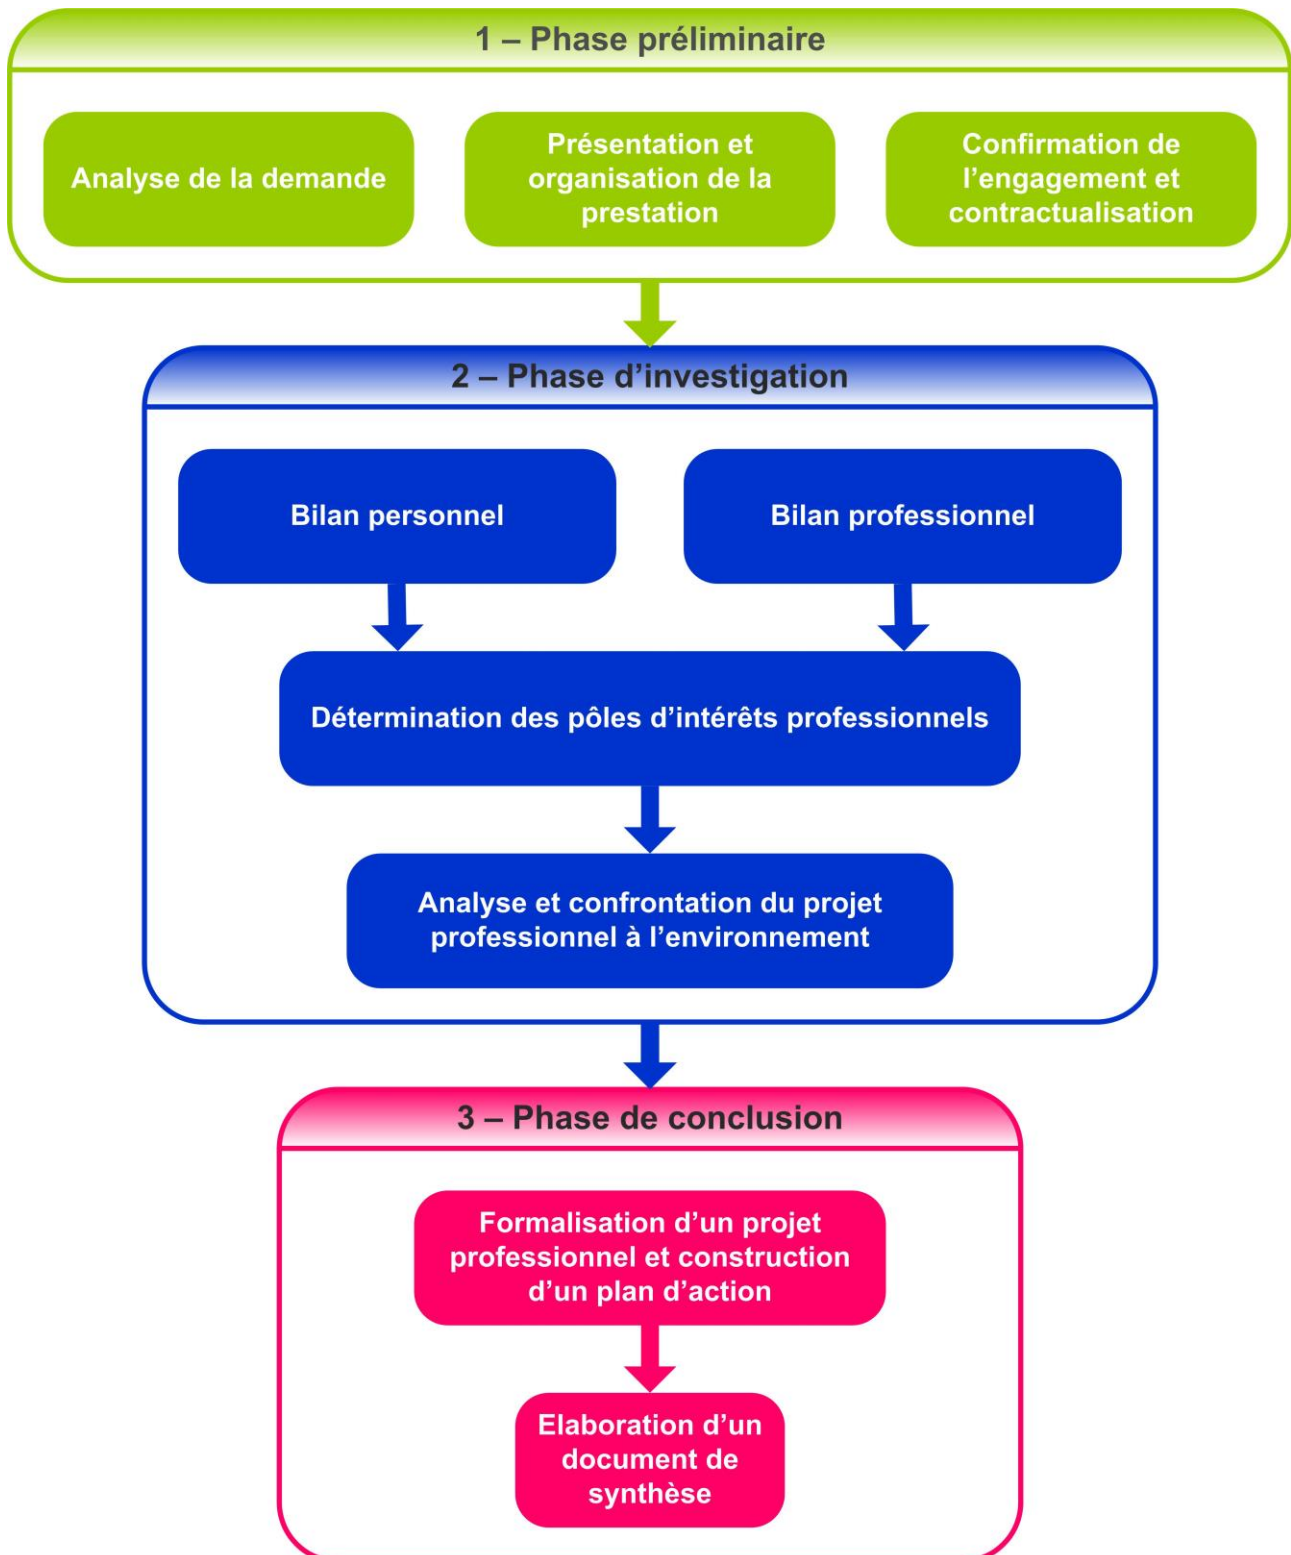 1 – Phase préliminaire
Analyse de la demande
Présentation et
organisation de la
prestation
Confirmation de
l’engagement et
contractualisation
2 – Phase d’investigation
Bilan personnel
Bilan professionnel
Détermination des pôles d’intérêts professionnels
Analyse et confrontation du projet
professionnel à l’environnement
3 – Phase de conclusion
Formalisation d’un projet
professionnel et construction
d’un plan d’action
Elaboration d’un
document de
synthèse